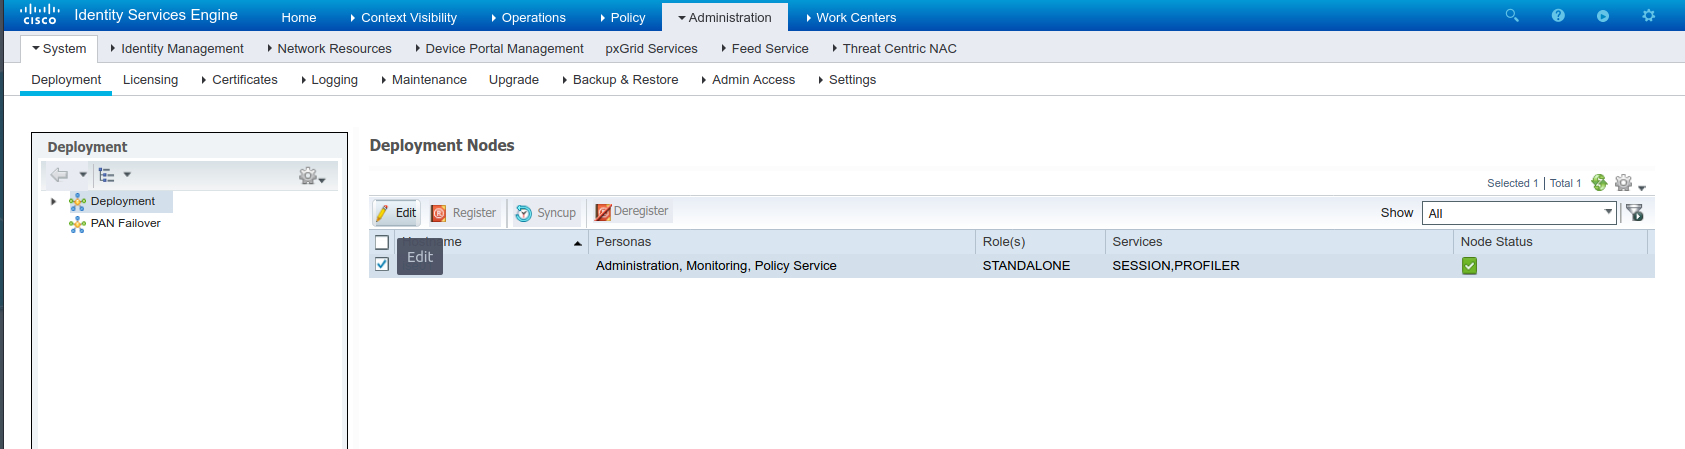 cisco Identity Services Engine Home Context Visibility Operations Policy Administration Work Centers
System Identity Management Network Resources Device Portal Management pxGrid Services Feed Service Threat Centric NAC
Deployment Licensing Certificates Logging Maintenance Upgrade Backup & Restore Admin Access Settings
Deployment
Deployment
PAN Failover
Deployment Nodes
Selected 1 | Total 1
Edit Register Syncup Deregister Show All
Personas Role(s) Services Node Status
Edit
Administration, Monitoring, Policy Service STANDALONE SESSION,PROFILER